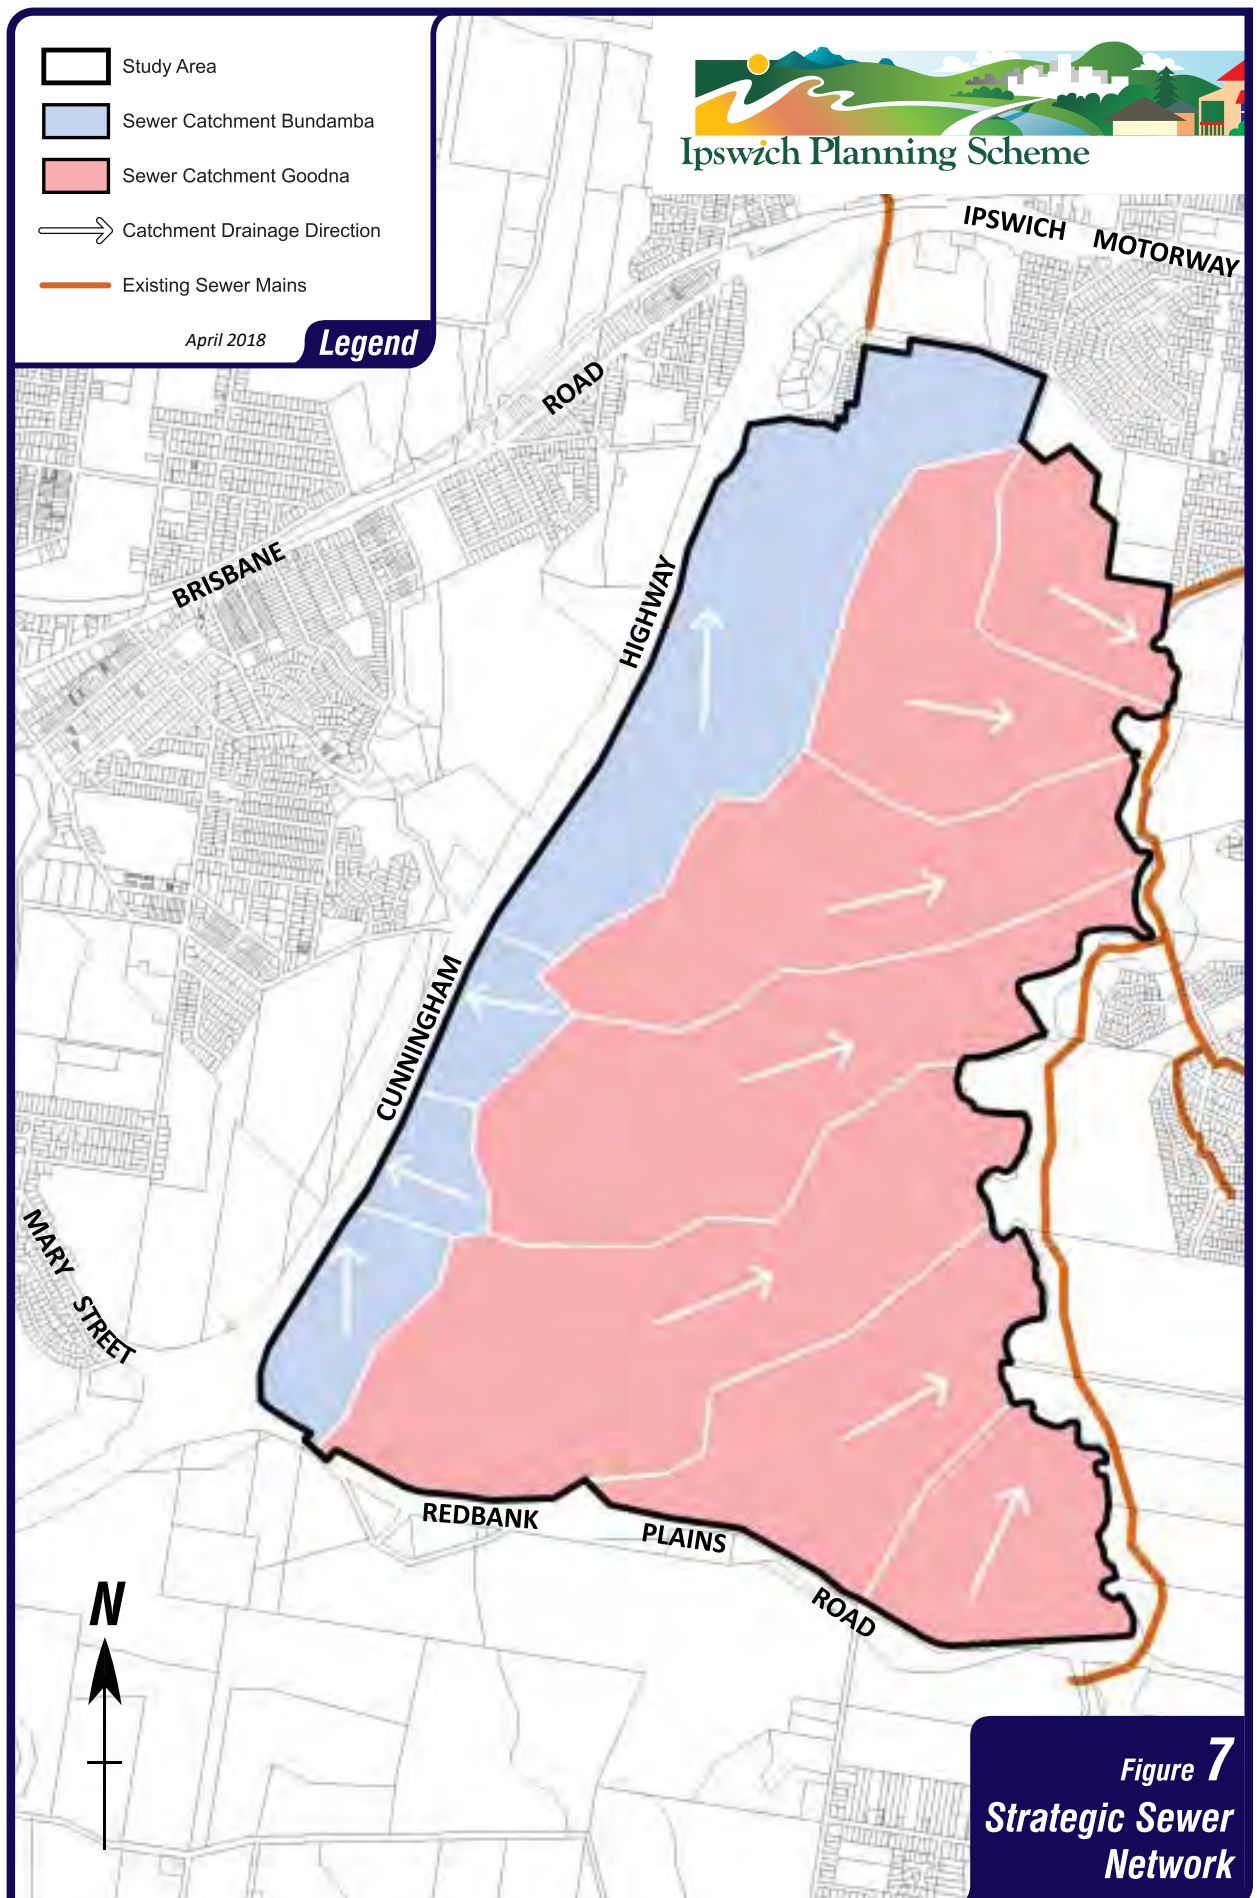 Study Area
Sewer Catchment Bundamba
Sewer Catchment Goodna
Catchment Drainage Direction
Existing Sewer Mains
April 2018
Legend
Ipswich Planning Scheme
IPSWICH MOTORWAY
ROAD
BRISBANE
HIGHWAY
CUNNINGHAM
MARY STREET
REDBANK PLAINS ROAD
N
Figure 7
Strategic Sewer
Network